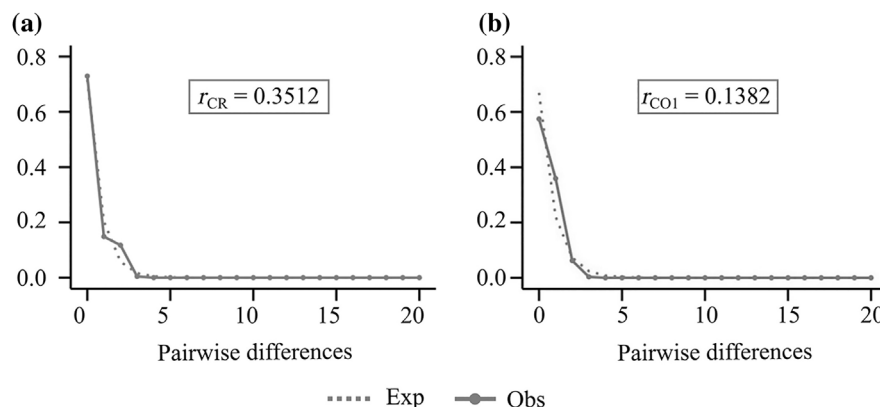 (a)
0.8
0.6
0.4
0.2
0.0
r_CR = 0.3512
0 5 10 15 20
Pairwise differences
(b)
0.8
0.6
0.4
0.2
0.0
r_CO1 = 0.1382
0 5 10 15 20
Pairwise differences
Exp Obs